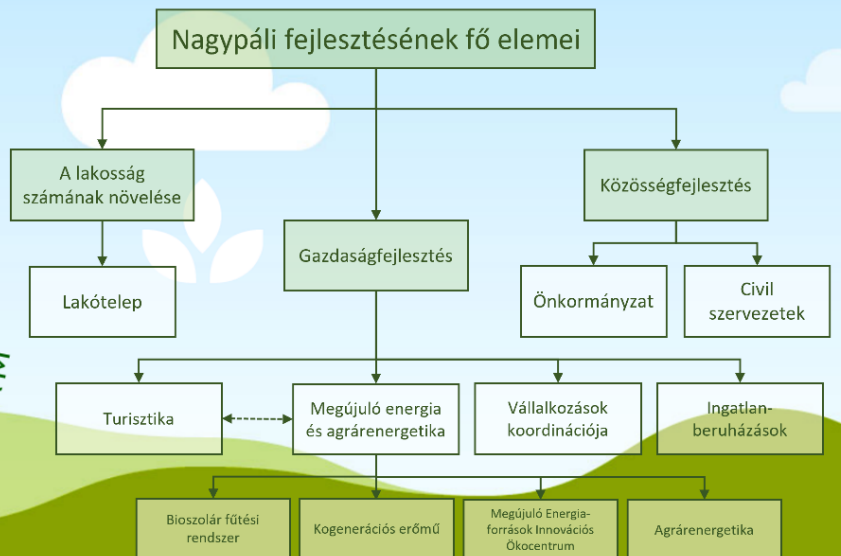 Nagypáli fejlesztésének fő elemei
A lakosság
számának növelése
Közösségfejlesztés
Gazdaságfejlesztés
Lakótelep
Önkormányzat
Civil
szervezetek
Turisztika
Megújuló energia
és agrárenergetika
Vállalkozások
koordinációja
Ingatlan-
beruházások
Bioszolár fűtési
rendszer
Kogenerációs erőmű
Megújuló Energia-
források Innovációs
Ökocentrum
Agrárenergetika